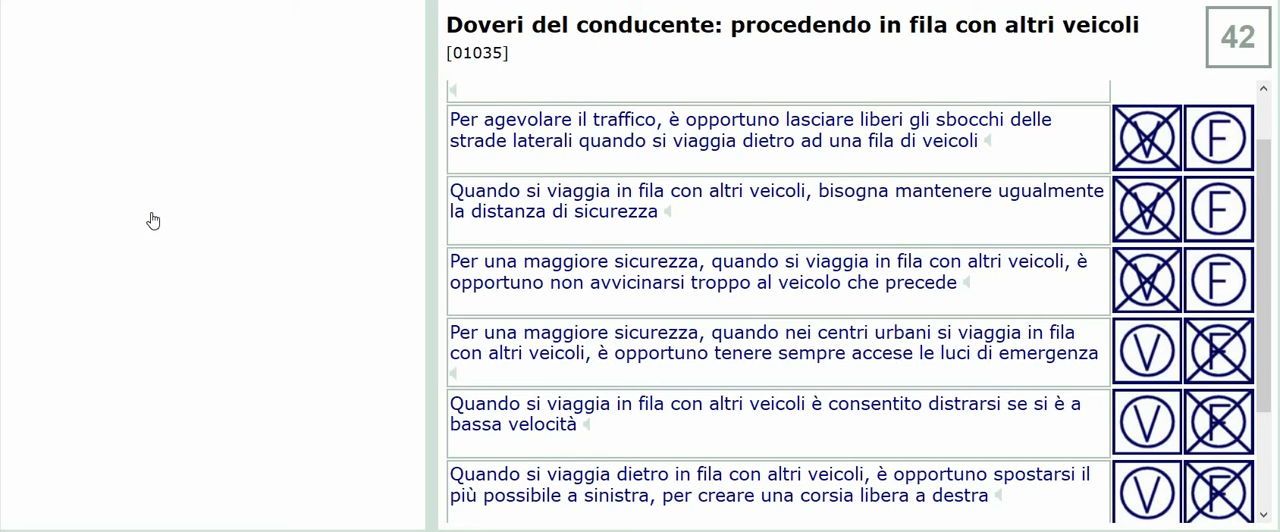 Doveri del conducente: procedendo in fila con altri veicoli
[01035]
42
Per agevolare il traffico, è opportuno lasciare liberi gli sbocchi delle
strade laterali quando si viaggia dietro ad una fila di veicoli
V F
Quando si viaggia in fila con altri veicoli, bisogna mantenere ugualmente
la distanza di sicurezza
V F
Per una maggiore sicurezza, quando si viaggia in fila con altri veicoli, è
opportuno non avvicinarsi troppo al veicolo che precede
V F
Per una maggiore sicurezza, quando nei centri urbani si viaggia in fila
con altri veicoli, è opportuno tenere sempre accese le luci di emergenza
V F
Quando si viaggia in fila con altri veicoli è consentito distrarsi se si è a
bassa velocità
V F
Quando si viaggia dietro in fila con altri veicoli, è opportuno spostarsi il
più possibile a sinistra, per creare una corsia libera a destra
V F